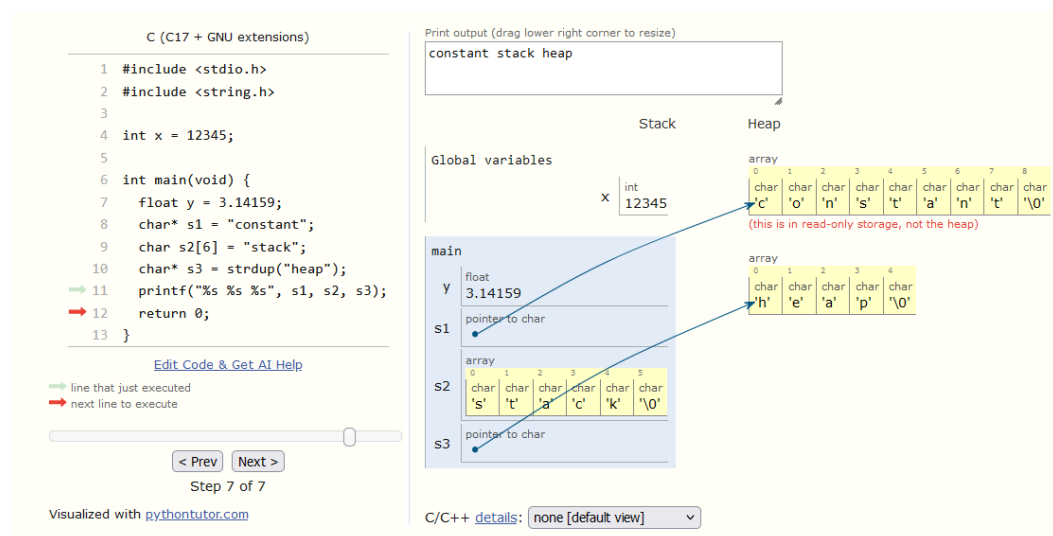 C (C17 + GNU extensions)
1 #include <stdio.h>
2 #include <string.h>
3
4 int x = 12345;
5
6 int main(void) {
7   float y = 3.14159;
8   char* s1 = "constant";
9   char s2[6] = "stack";
10   char* s3 = strdup("heap");
11   printf("%s %s %s", s1, s2, s3);
12   return 0;
13 }
Edit Code & Get AI Help
line that just executed
next line to execute
< Prev Next >
Step 7 of 7
Visualized with pythontutor.com
Print output (drag lower right corner to resize)
constant stack heap
Stack Heap
Global variables
int
x 12345
main
float
y 3.14159
pointer to char
s1
array
0 1 2 3 4 5
char char char char char char
s2 's' 't' 'a' 'c' 'k' '\0'
pointer to char
s3
array
0 1 2 3 4 5 6 7 8
char char char char char char char char char
'c' 'o' 'n' 's' 't' 'a' 'n' 't' '\0'
(this is in read-only storage, not the heap)
array
0 1 2 3 4
char char char char char
'h' 'e' 'a' 'p' '\0'
C/C++ details: none [default view]